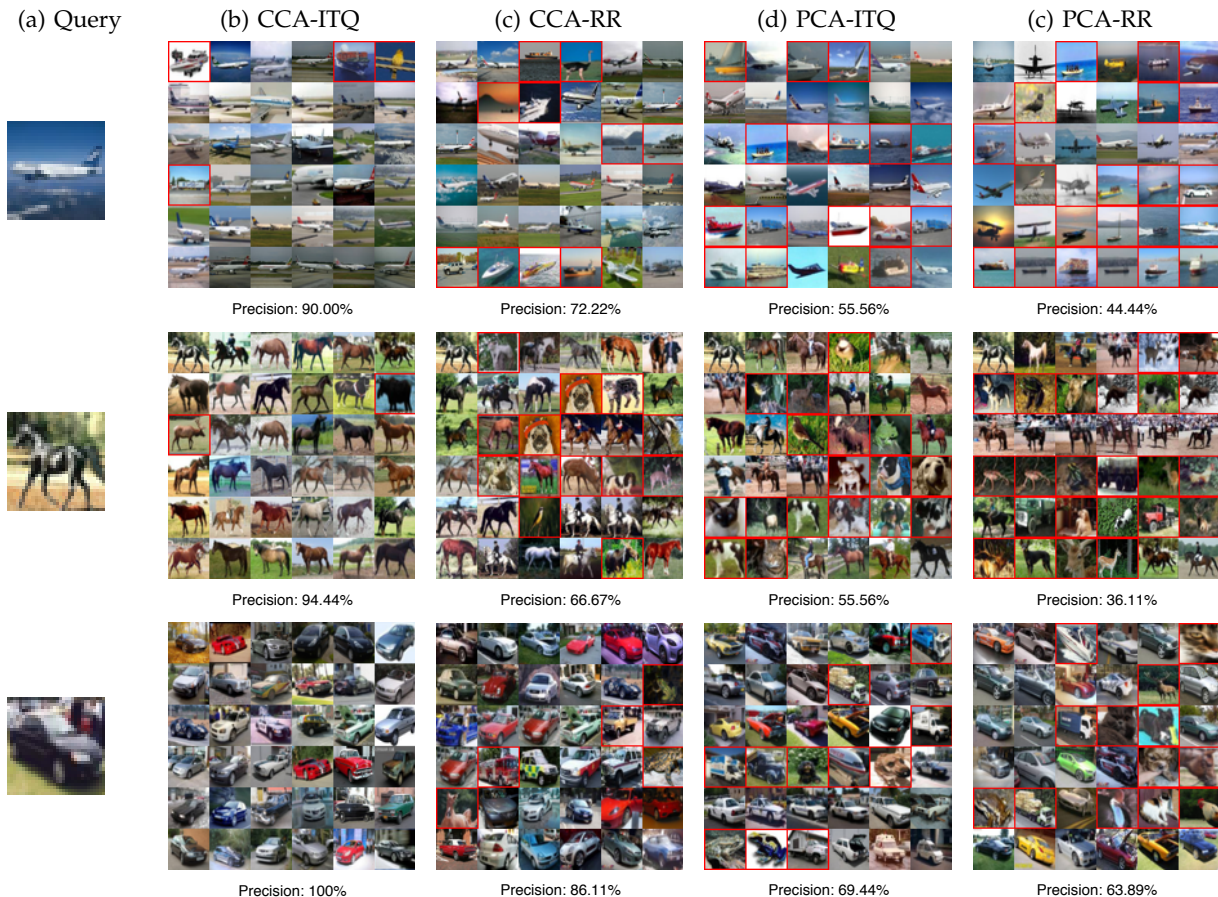 (a) Query (b) CCA-ITQ (c) CCA-RR (d) PCA-ITQ (c) PCA-RR
Precision: 90.00% Precision: 72.22% Precision: 55.56% Precision: 44.44%
Precision: 94.44% Precision: 66.67% Precision: 55.56% Precision: 36.11%
Precision: 100% Precision: 86.11% Precision: 69.44% Precision: 63.89%